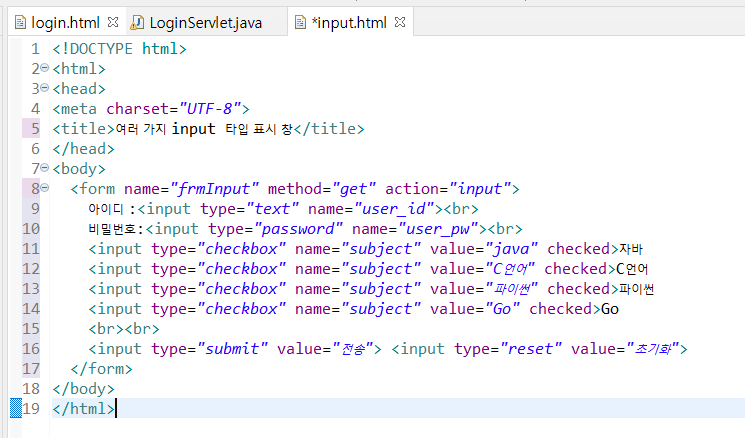 login.html LoginServlet.java *input.html
1 <!DOCTYPE html>
2 <html>
3 <head>
4 <meta charset="UTF-8">
5 <title>여러 가지 input 타입 표시 창</title>
6 </head>
7 <body>
8 <form name="frmInput" method="get" action="input">
9 아이디 :<input type="text" name="user_id"><br>
10 비밀번호:<input type="password" name="user_pw"><br>
11 <input type="checkbox" name="subject" value="java" checked>자바
12 <input type="checkbox" name="subject" value="C언어" checked>C언어
13 <input type="checkbox" name="subject" value="파이썬" checked>파이썬
14 <input type="checkbox" name="subject" value="Go" checked>Go
15 <br><br>
16 <input type="submit" value="전송"> <input type="reset" value="초기화">
17 </form>
18 </body>
19 </html>